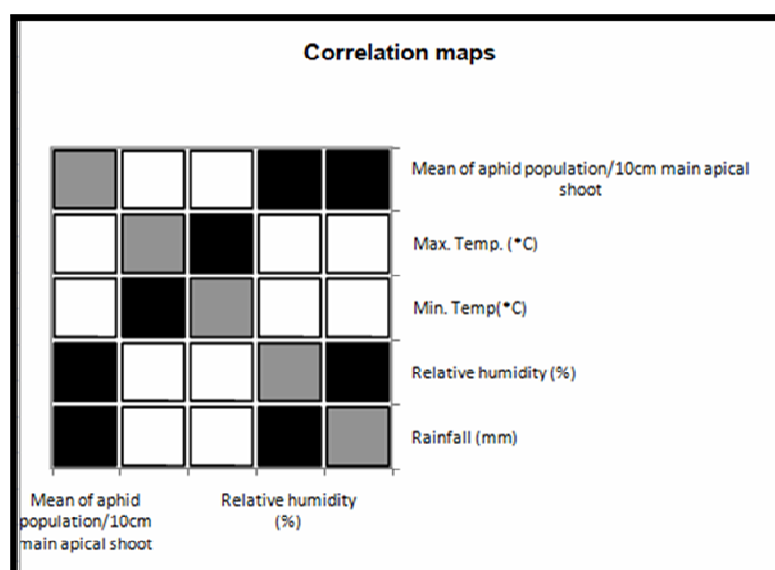 Correlation maps
Mean of aphid population/10cm main apical
shoot
Max. Temp. (*C)
Min. Temp(*C)
Relative humidity (%)
Rainfall (mm)
Mean of aphid
population/10cm
main apical shoot
Relative humidity
(%)